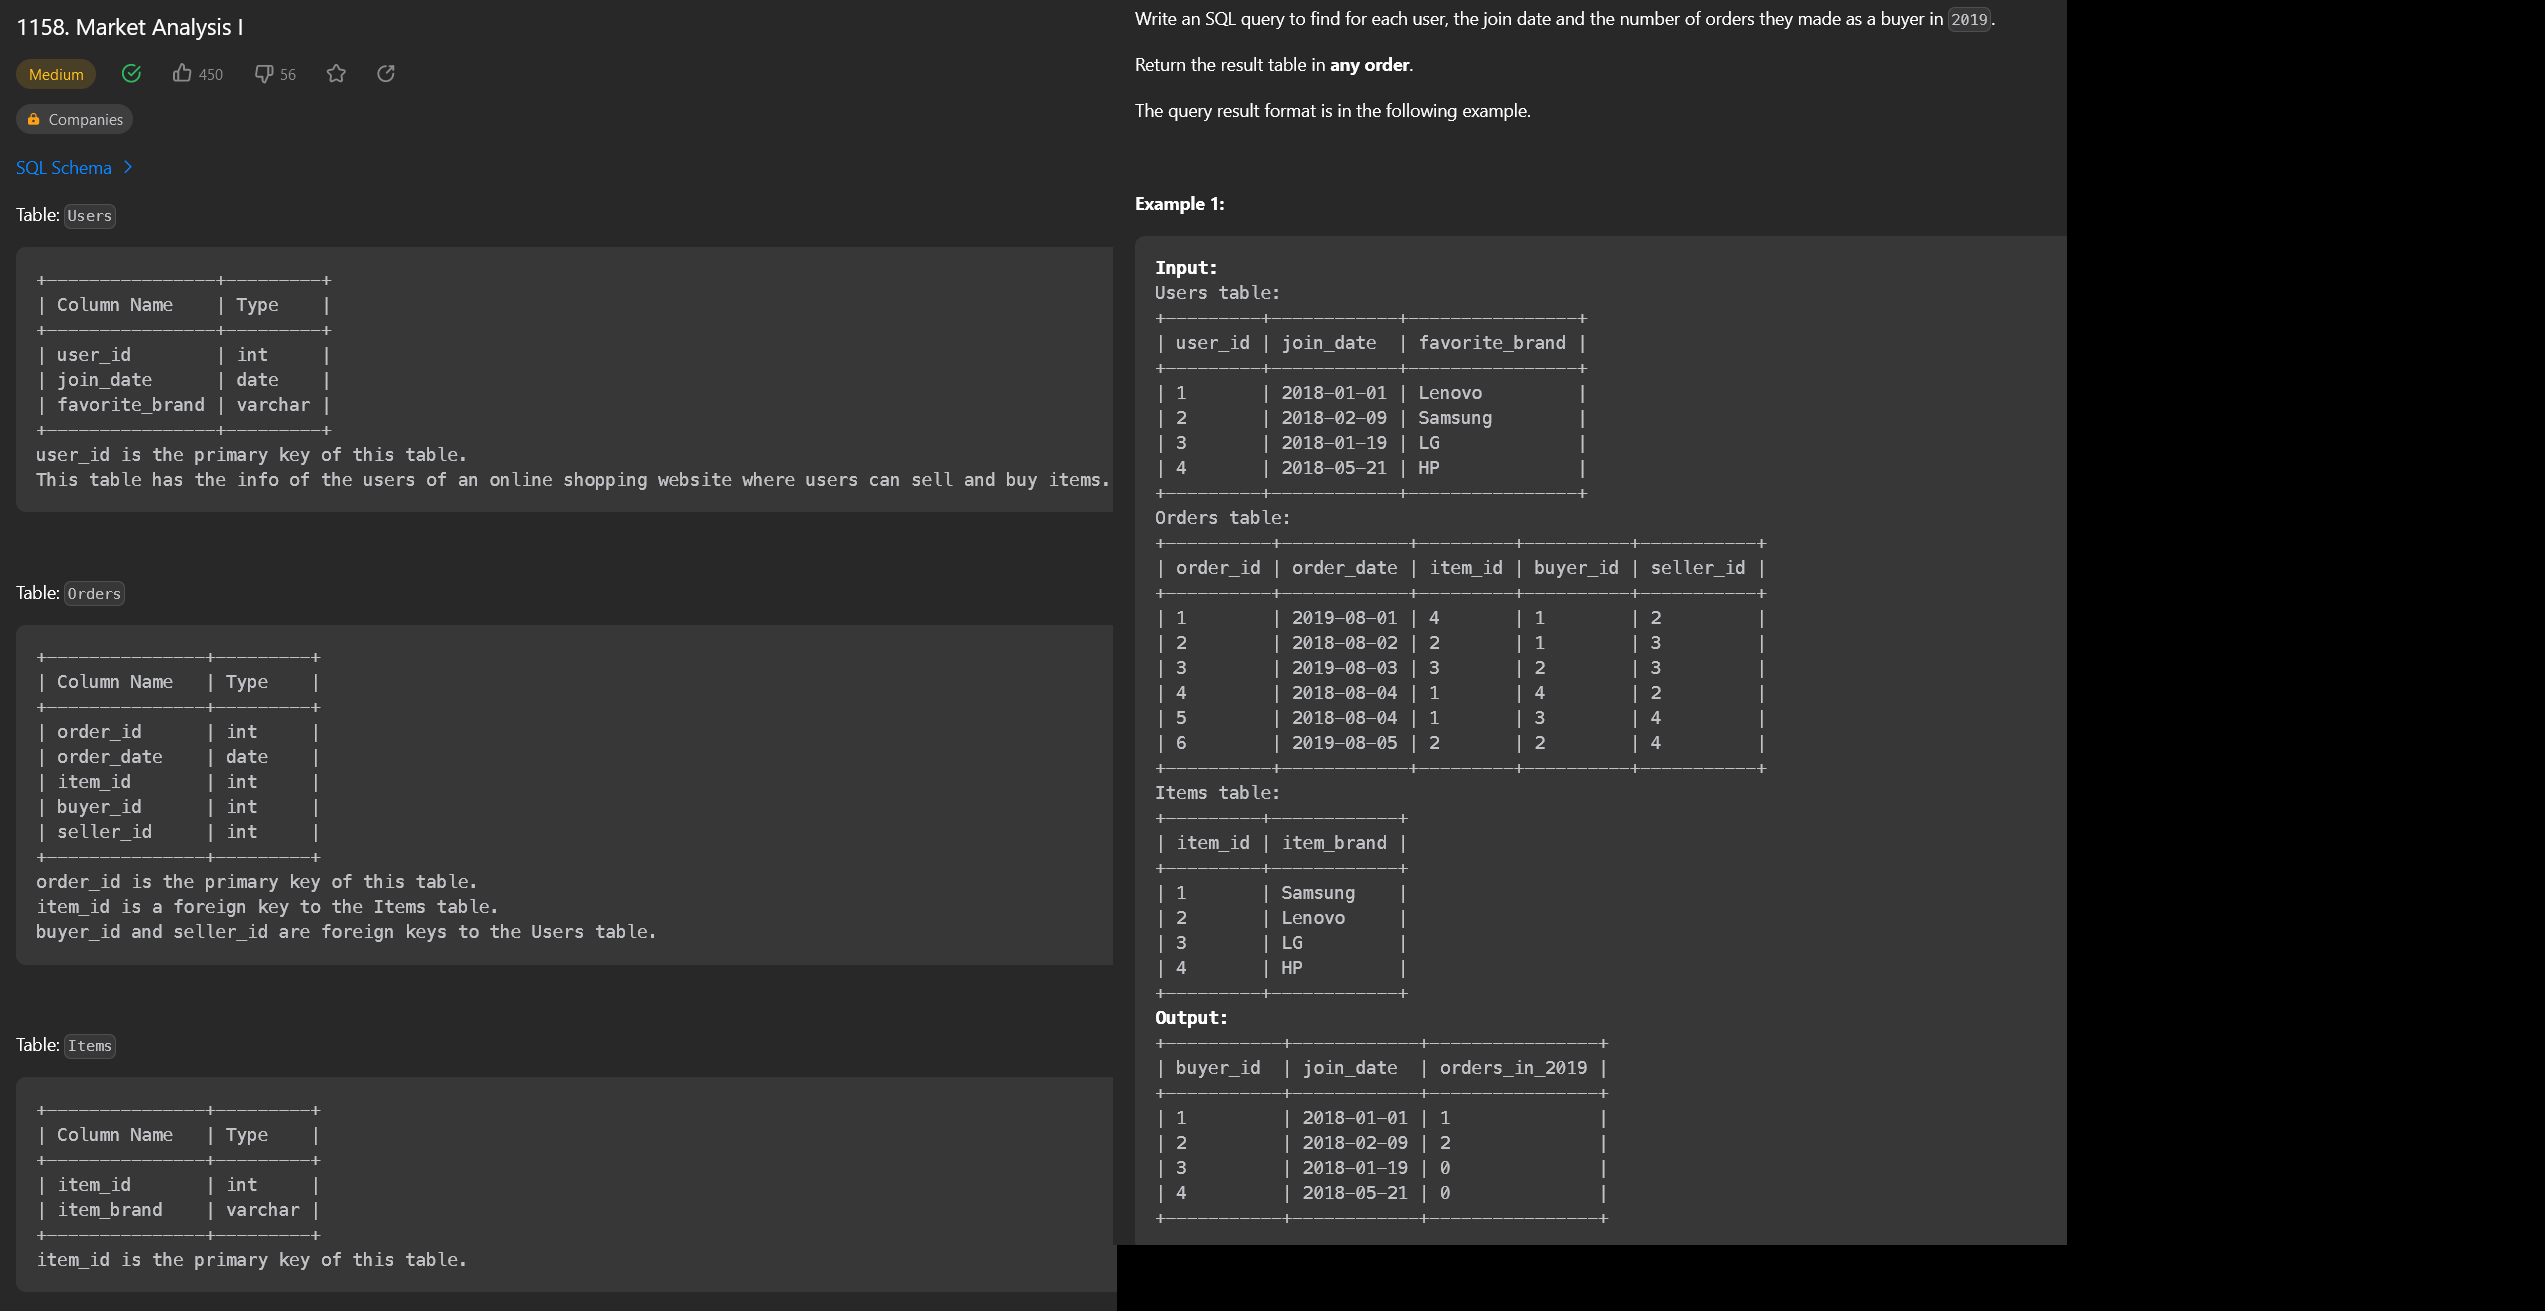 1158. Market Analysis I
Medium 450 56
Companies
SQL Schema >
Table: Users
+----------------+---------+
| Column Name    | Type    |
+----------------+---------+
| user_id        | int     |
| join_date      | date    |
| favorite_brand | varchar |
+----------------+---------+
user_id is the primary key of this table.
This table has the info of the users of an online shopping website where users can sell and buy items.
Table: Orders
+---------------+---------+
| Column Name   | Type    |
+---------------+---------+
| order_id      | int     |
| order_date    | date    |
| item_id       | int     |
| buyer_id      | int     |
| seller_id     | int     |
+---------------+---------+
order_id is the primary key of this table.
item_id is a foreign key to the Items table.
buyer_id and seller_id are foreign keys to the Users table.
Table: Items
+---------------+---------+
| Column Name   | Type    |
+---------------+---------+
| item_id       | int     |
| item_brand    | varchar |
+---------------+---------+
item_id is the primary key of this table.
Write an SQL query to find for each user, the join date and the number of orders they made as a buyer in 2019.
Return the result table in any order.
The query result format is in the following example.
Example 1:
Input:
Users table:
+---------+------------+----------------+
| user_id | join_date  | favorite_brand |
+---------+------------+----------------+
| 1       | 2018-01-01 | Lenovo         |
| 2       | 2018-02-09 | Samsung        |
| 3       | 2018-01-19 | LG             |
| 4       | 2018-05-21 | HP             |
+---------+------------+----------------+
Orders table:
+----------+------------+---------+----------+-----------+
| order_id | order_date | item_id | buyer_id | seller_id |
+----------+------------+---------+----------+-----------+
| 1        | 2019-08-01 | 4       | 1        | 2         |
| 2        | 2018-08-02 | 2       | 1        | 3         |
| 3        | 2019-08-03 | 3       | 2        | 3         |
| 4        | 2018-08-04 | 1       | 4        | 2         |
| 5        | 2018-08-04 | 1       | 3        | 4         |
| 6        | 2019-08-05 | 2       | 2        | 4         |
+----------+------------+---------+----------+-----------+
Items table:
+---------+------------+
| item_id | item_brand |
+---------+------------+
| 1       | Samsung    |
| 2       | Lenovo     |
| 3       | LG         |
| 4       | HP         |
+---------+------------+
Output:
+-----------+------------+----------------+
| buyer_id  | join_date  | orders_in_2019 |
+-----------+------------+----------------+
| 1         | 2018-01-01 | 1              |
| 2         | 2018-02-09 | 2              |
| 3         | 2018-01-19 | 0              |
| 4         | 2018-05-21 | 0              |
+-----------+------------+----------------+